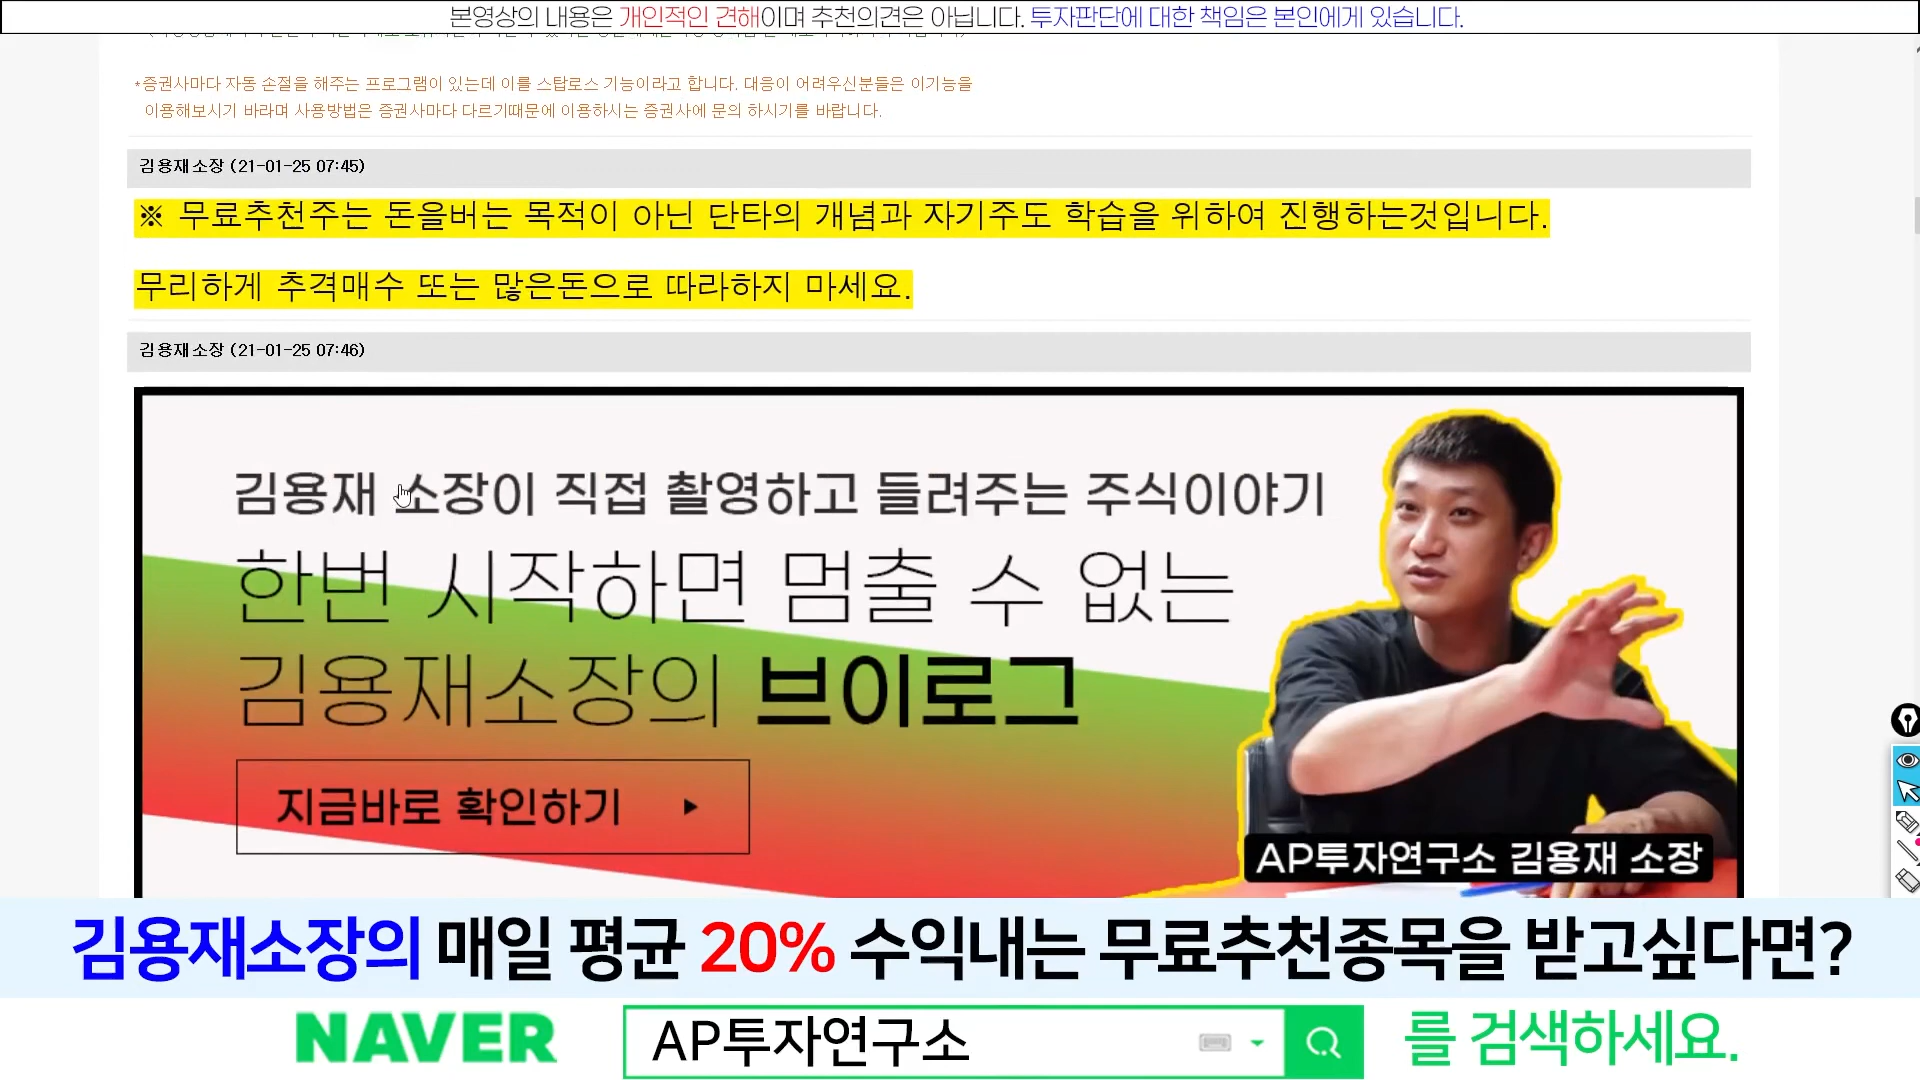 본영상의 내용은 개인적인 견해이며 추천의견은 아닙니다. 투자판단에 대한 책임은 본인에게 있습니다.
*증권사마다 자동 손절을 해주는 프로그램이 있는데 이를 스탑로스 기능이라고 합니다. 대응이 어려우신분들은 이기능을
이용해보시기 바라며 사용방법은 증권사마다 다르기때문에 이용하시는 증권사에 문의 하시기를 바랍니다.
김용재소장 (21-01-25 07:45)
※ 무료추천주는 돈을버는 목적이 아닌 단타의 개념과 자기주도 학습을 위하여 진행하는것입니다.
무리하게 추격매수 또는 많은돈으로 따라하지 마세요.
김용재소장 (21-01-25 07:46)
김용재 소장이 직접 촬영하고 들려주는 주식이야기
한번 시작하면 멈출 수 없는
김용재소장의 브이로그
지금바로 확인하기
AP투자연구소 김용재 소장
김용재소장의 매일 평균 20% 수익내는 무료추천종목을 받고싶다면?
NAVER AP투자연구소 를 검색하세요.